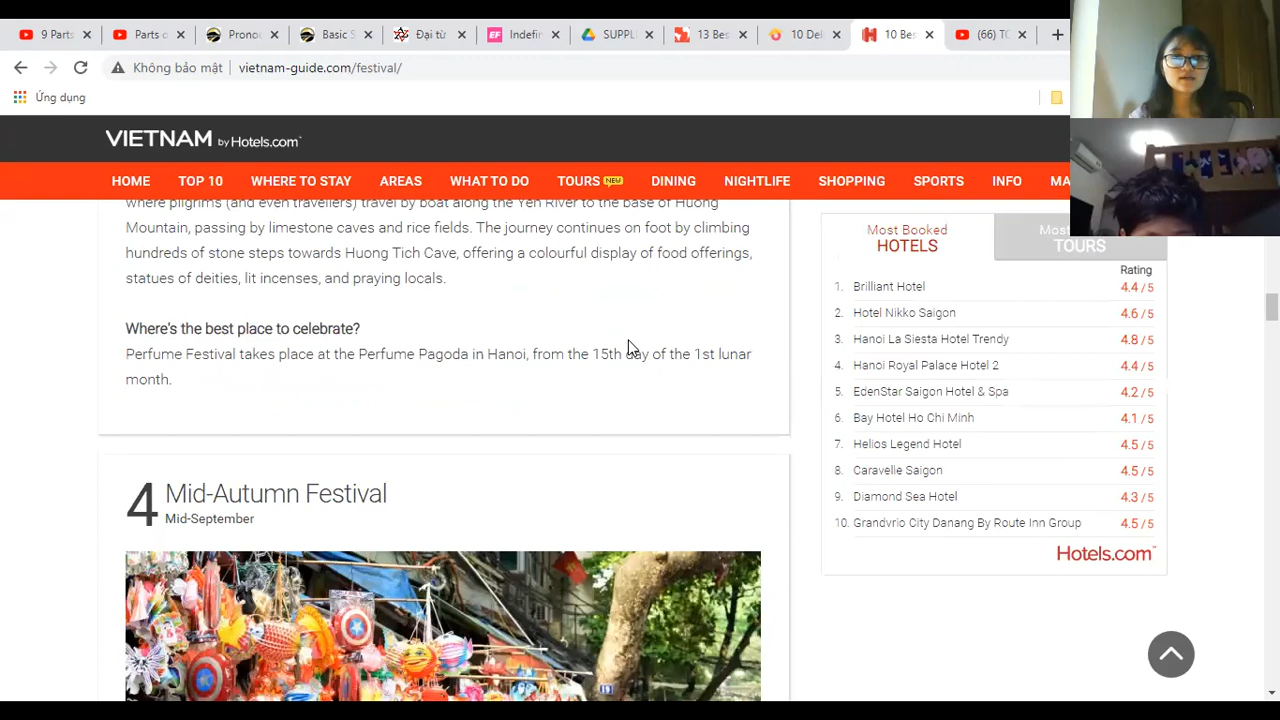 9 Parts
Parts o
Pronou
Basic S
Đại từ
Indefin
SUPPLE
13 Bes
10 Del
10 Bes
(66) TC
Không bảo mật
vietnam-guide.com/festival/
Ứng dụng
VIETNAM by Hotels.com™
HOME TOP 10 WHERE TO STAY AREAS WHAT TO DO TOURS NEW DINING NIGHTLIFE SHOPPING SPORTS INFO MA
where pilgrims (and even travellers) travel by boat along the Yen River to the base of Huong
Mountain, passing by limestone caves and rice fields. The journey continues on foot by climbing
hundreds of stone steps towards Huong Tich Cave, offering a colourful display of food offerings,
statues of deities, lit incenses, and praying locals.
Where's the best place to celebrate?
Perfume Festival takes place at the Perfume Pagoda in Hanoi, from the 15th day of the 1st lunar
month.
4 Mid-Autumn Festival
Mid-September
Most Booked
HOTELS
Most
TOURS
Rating
1. Brilliant Hotel 4.4 / 5
2. Hotel Nikko Saigon 4.6 / 5
3. Hanoi La Siesta Hotel Trendy 4.8 / 5
4. Hanoi Royal Palace Hotel 2 4.4 / 5
5. EdenStar Saigon Hotel & Spa 4.2 / 5
6. Bay Hotel Ho Chi Minh 4.1 / 5
7. Helios Legend Hotel 4.5 / 5
8. Caravelle Saigon 4.5 / 5
9. Diamond Sea Hotel 4.3 / 5
10. Grandvrio City Danang By Route Inn Group 4.5 / 5
Hotels.com™